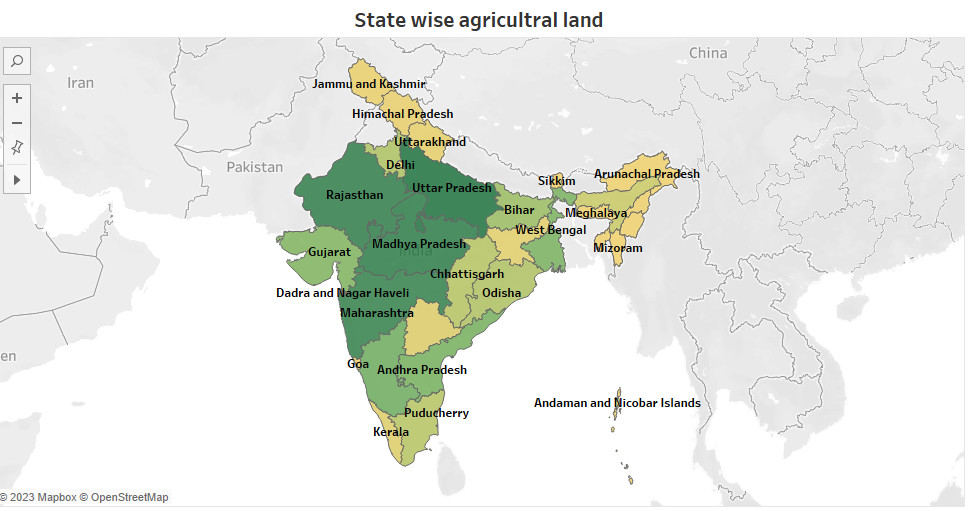 State wise agricultral land
China
Iran
Jammu and Kashmir
Himachal Pradesh
Uttarakhand
Pakistan
Delhi
Arunachal Pradesh
Sikkim
Rajasthan
Uttar Pradesh
Bihar
Meghalaya
West Bengal
Madhya Pradesh
India
Mizoram
Gujarat
Chhattisgarh
Dadra and Nagar Haveli
Odisha
Maharashtra
en
Goa
Andhra Pradesh
Andaman and Nicobar Islands
Puducherry
Kerala
© 2023 Mapbox © OpenStreetMap